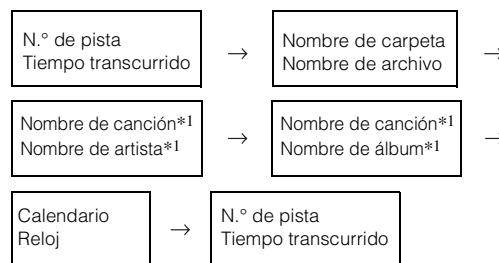 N.° de pista
Tiempo transcurrido
→
Nombre de carpeta
Nombre de archivo
→
Nombre de canción*1
Nombre de artista*1
→
Nombre de canción*1
Nombre de álbum*1
→
Calendario
Reloj
→
N.° de pista
Tiempo transcurrido